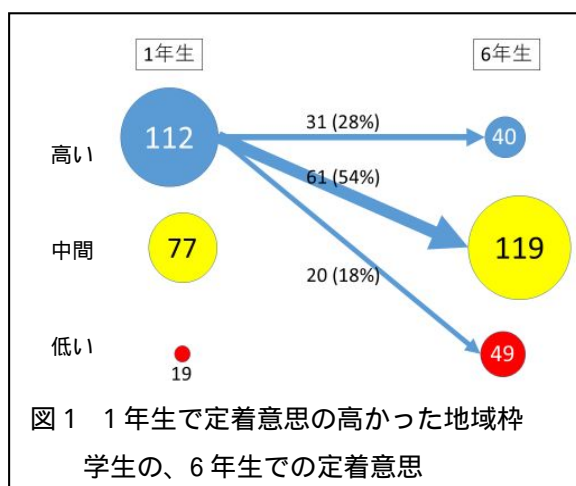 1年生 6年生
高い 112 31 (28%) 40
61 (54%)
中間 77 119
20 (18%)
低い 19 49
図1 1年生で定着意思の高かった地域枠
学生の、6年生での定着意思